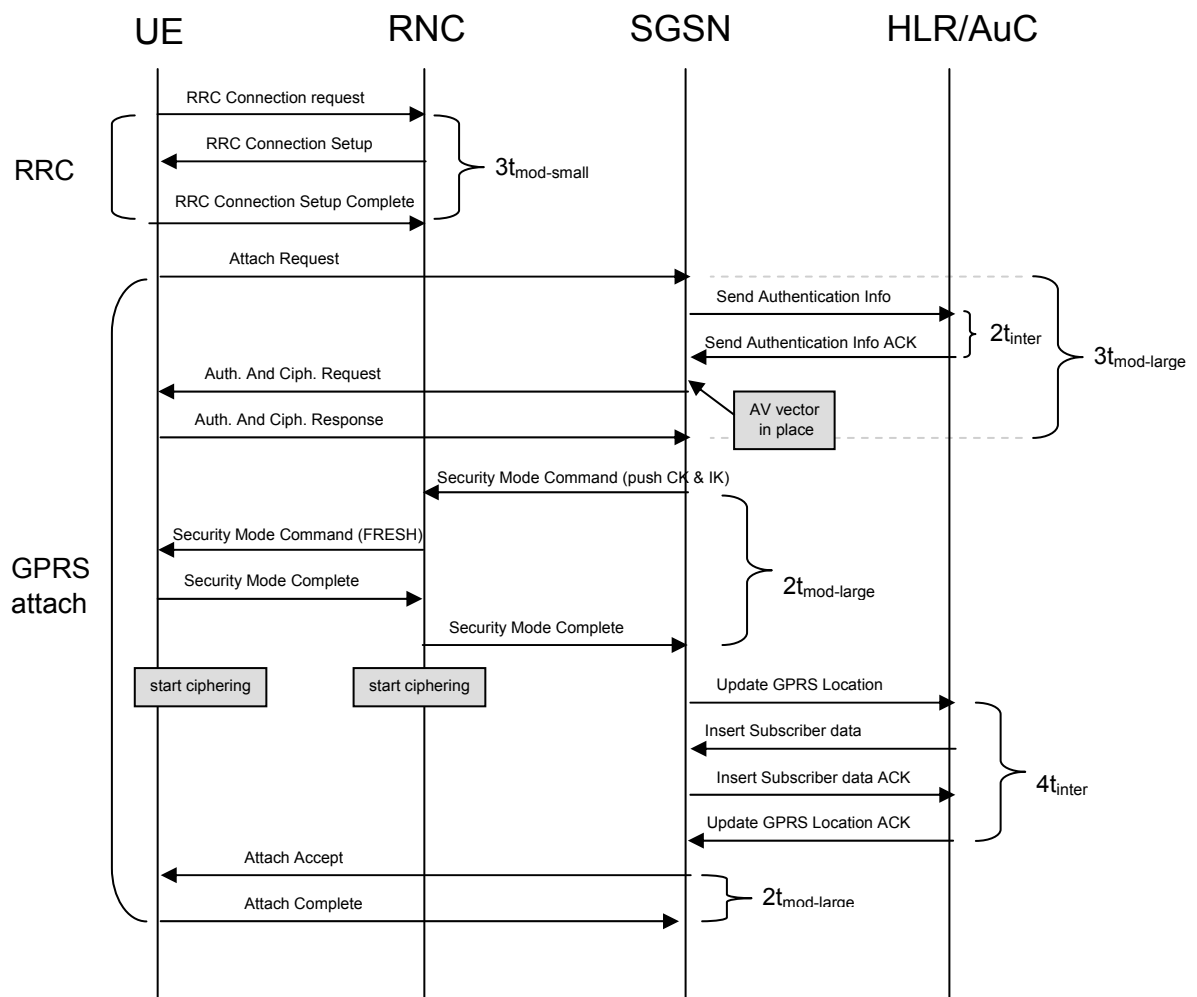 UE RNC SGSN HLR/AuC
RRC Connection request
RRC Connection Setup
RRC
3tmod-small
RRC Connection Setup Complete
Attach Request
Send Authentication Info
2tinter
Send Authentication Info ACK
3tmod-large
Auth. And Ciph. Request
AV vector
in place
Auth. And Ciph. Response
Security Mode Command (push CK & IK)
Security Mode Command (FRESH)
GPRS
attach
Security Mode Complete
2tmod-large
Security Mode Complete
start ciphering start ciphering
Update GPRS Location
Insert Subscriber data
Insert Subscriber data ACK
4tinter
Update GPRS Location ACK
Attach Accept
2tmod-large
Attach Complete